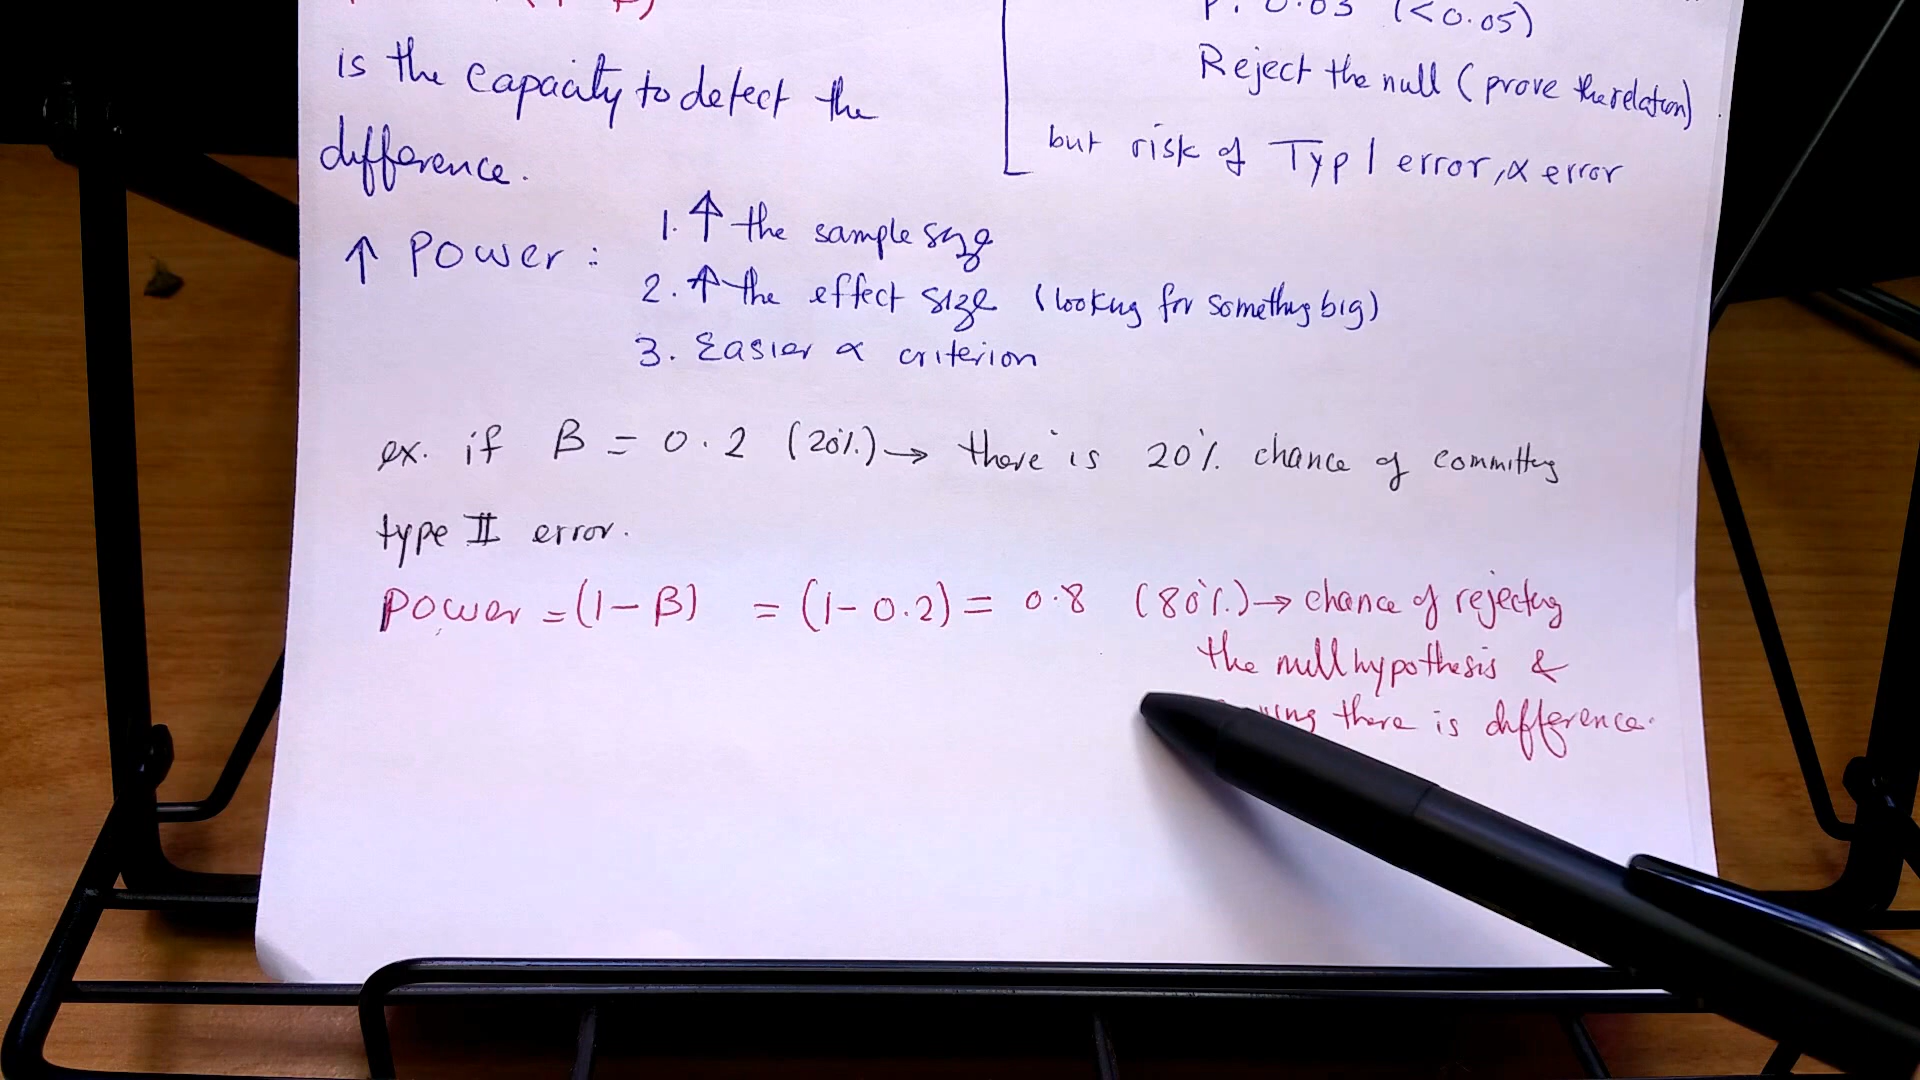 is the capacity to detect the
difference.
↑ Power :
1. ↑ the sample size
2. ↑ the effect size (looking for something big)
3. Easier α criterion
P. 0.03 (<0.05)
Reject the null (prove the relation)
but risk of Typ I error, α error
ex. if β = 0.2 (20%) → there is 20% chance of committing
type II error.
Power = (1 - β) = (1 - 0.2) = 0.8 (80%) → chance of rejecting
the null hypothesis &
there is difference.